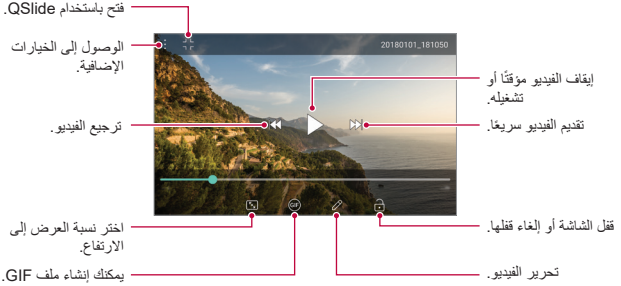 فتح باستخدام QSlide.
الوصول إلى الخيارات
الإضافية.
20180101_181050
إيقاف الفيديو مؤقتًا أو
تشغيله.
ترجيع الفيديو.
تقديم الفيديو سريعًا.
GIF
اختر نسبة العرض إلى
الارتفاع.
قفل الشاشة أو إلغاء قفلها.
يمكنك إنشاء ملف GIF.
تحرير الفيديو.